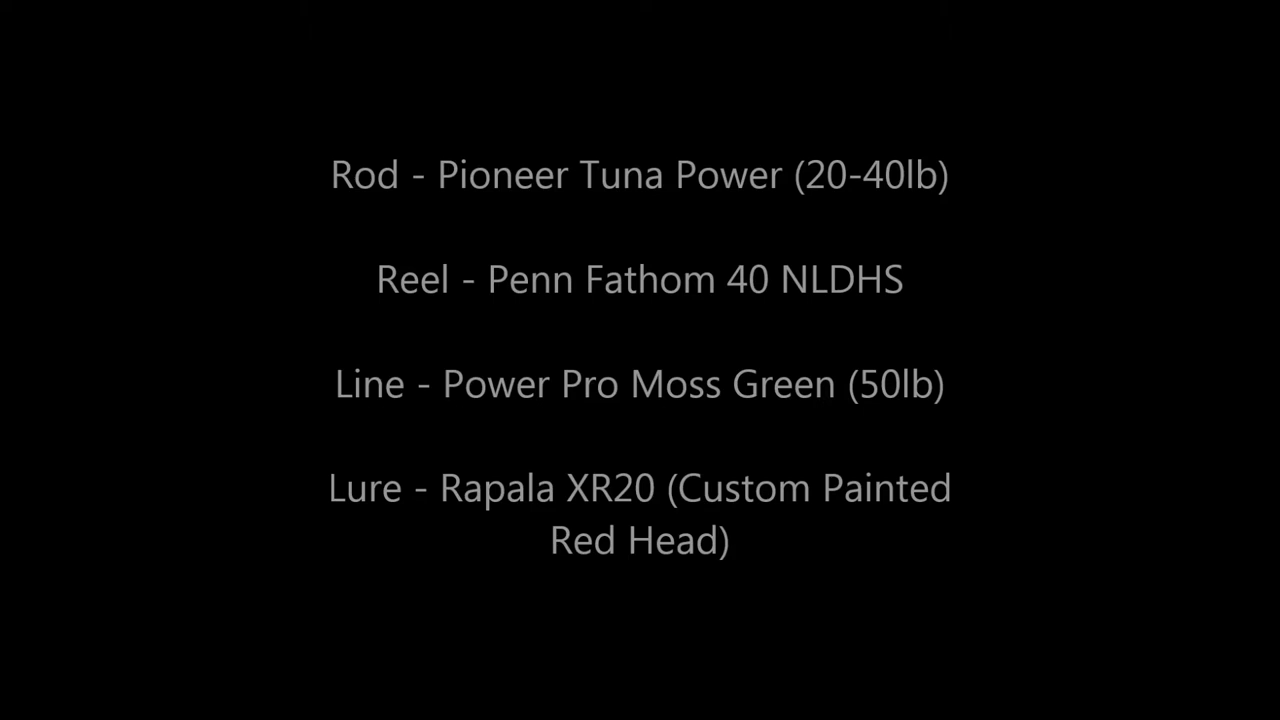 Rod - Pioneer Tuna Power (20-40lb)
Reel - Penn Fathom 40 NLDHS
Line - Power Pro Moss Green (50lb)
Lure - Rapala XR20 (Custom Painted
Red Head)